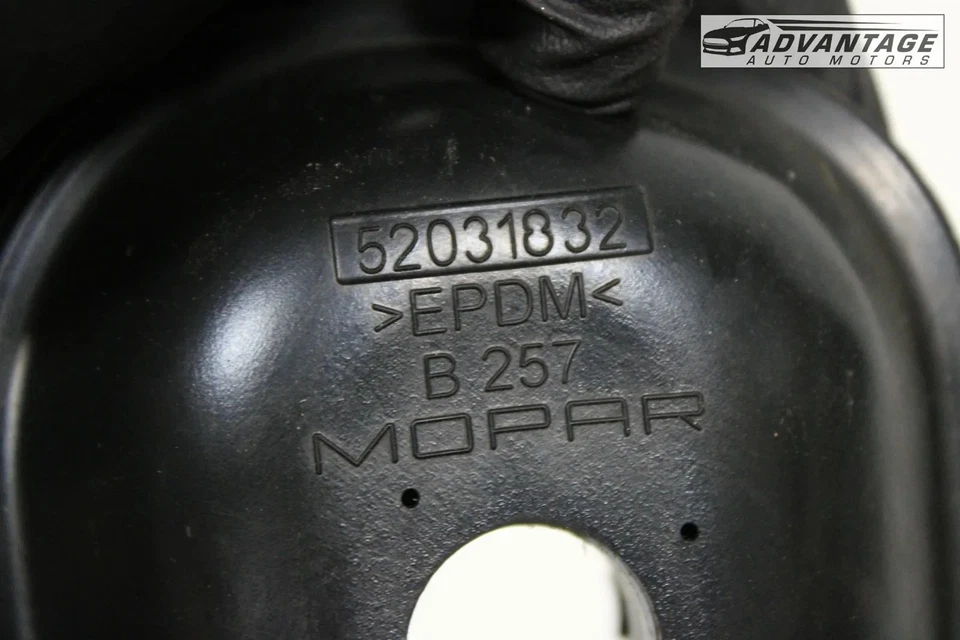 ADVANTAGE
AUTO MOTORS
52031832
>EPDM<
B 257
MOPAR